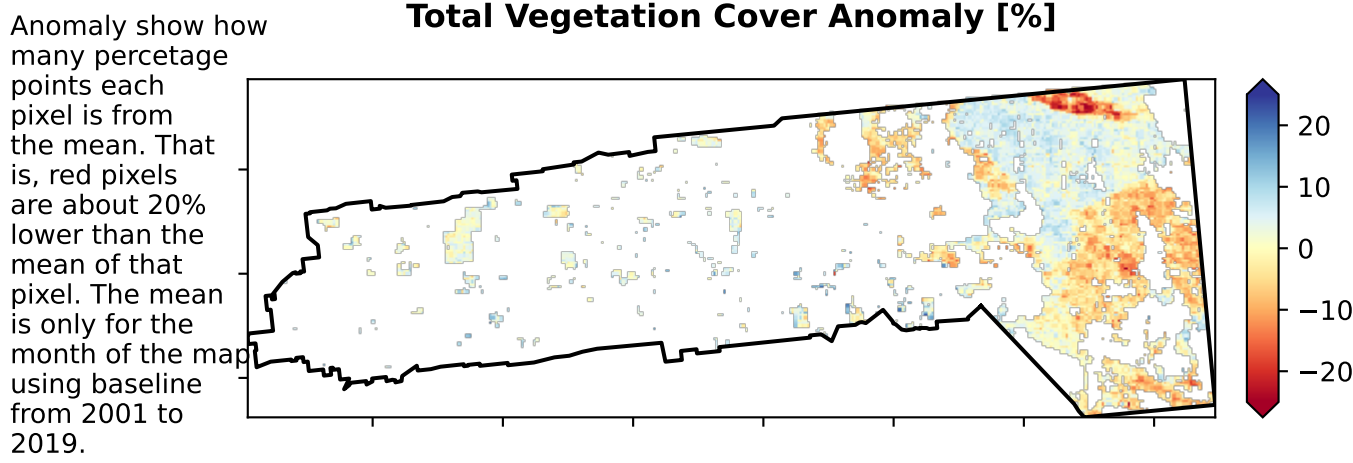 Total Vegetation Cover Anomaly [%]
Anomaly show how
many percetage
points each
pixel is from
the mean. That
is, red pixels
are about 20%
lower than the
mean of that
pixel. The mean
is only for the
month of the map
using baseline
from 2001 to
2019.
20
10
0
−10
−20